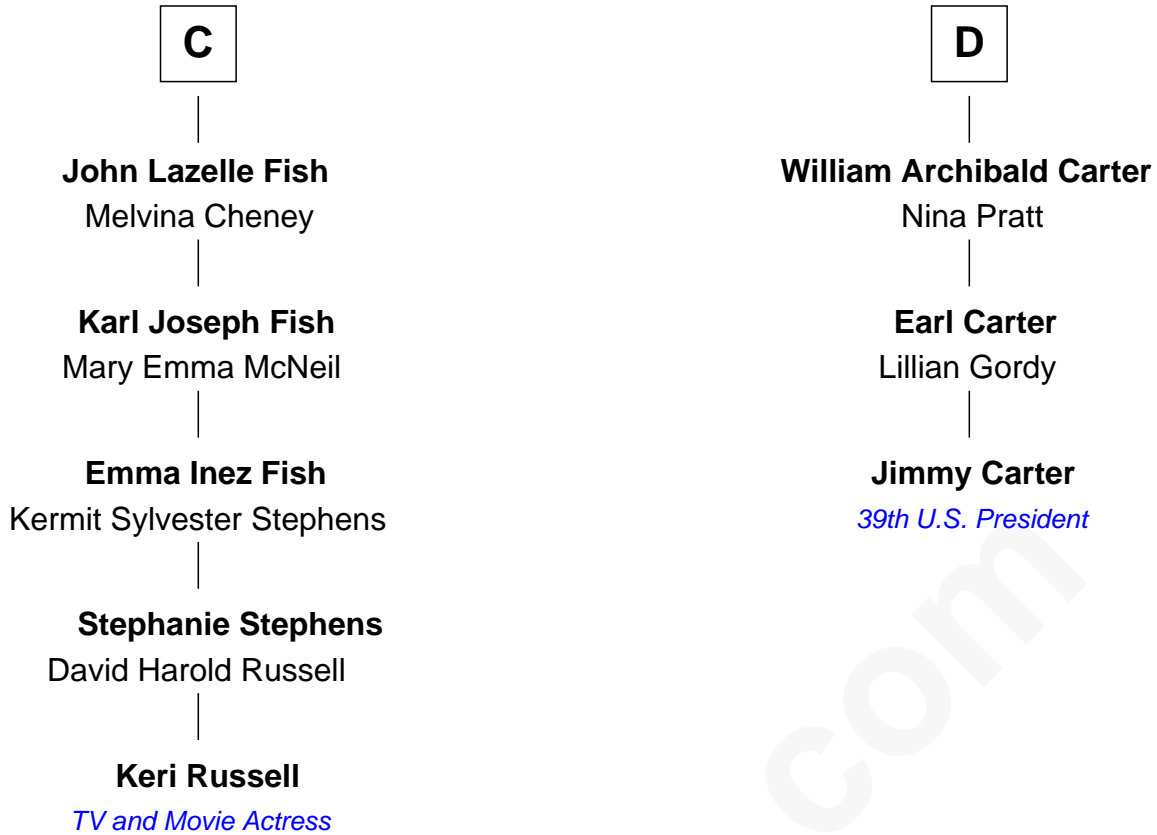 C
John Lazelle Fish
Melvina Cheney
Karl Joseph Fish
Mary Emma McNeil
Emma Inez Fish
Kermit Sylvester Stephens
Stephanie Stephens
David Harold Russell
Keri Russell
TV and Movie Actress
D
William Archibald Carter
Nina Pratt
Earl Carter
Lillian Gordy
Jimmy Carter
39th U.S. President
com